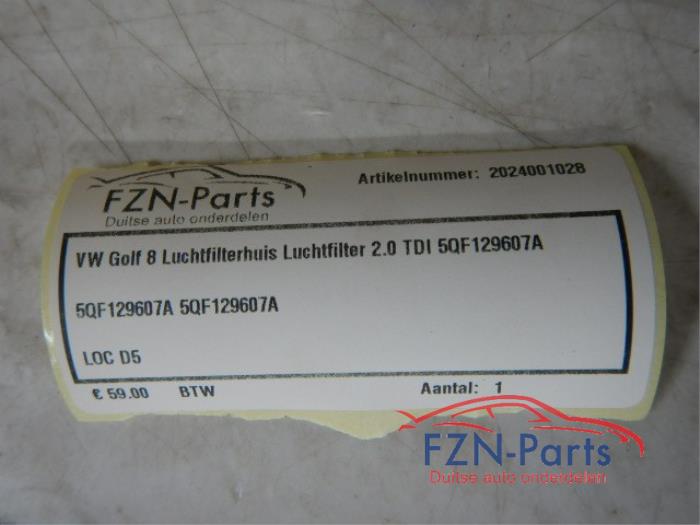 FZN-Parts
Duitse auto onderdelen
Artikelnummer: 2024001028
VW Golf 8 Luchtfilterhuis Luchtfilter 2.0 TDI 5QF129607A
5QF129607A 5QF129607A
LOC D5
€ 59.00 BTW Aantal: 1
FZN-Parts
Duitse auto onderdelen